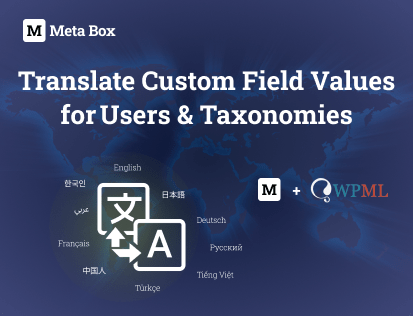 M Meta Box
Translate Custom Field Values
for Users & Taxonomies
English
한국인
日本語
عربي
文
A
Deutsch
Français
Русский
中国人
Tiếng Việt
Türkçe
M + WPML